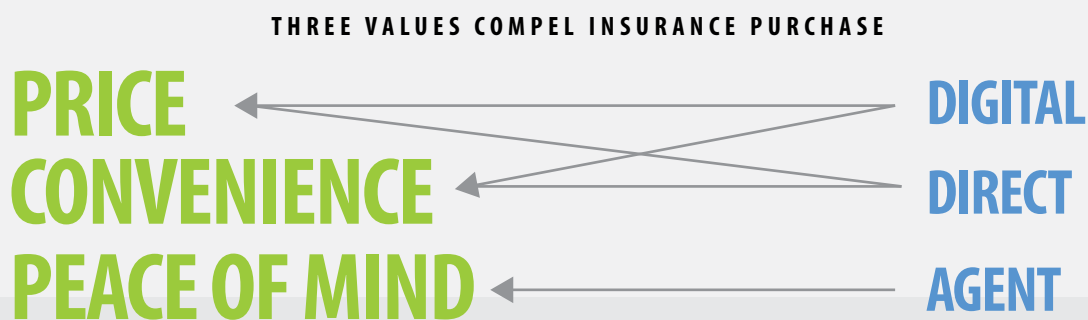 THREE VALUES COMPEL INSURANCE PURCHASE
PRICE
DIGITAL
CONVENIENCE
DIRECT
PEACE OF MIND
AGENT